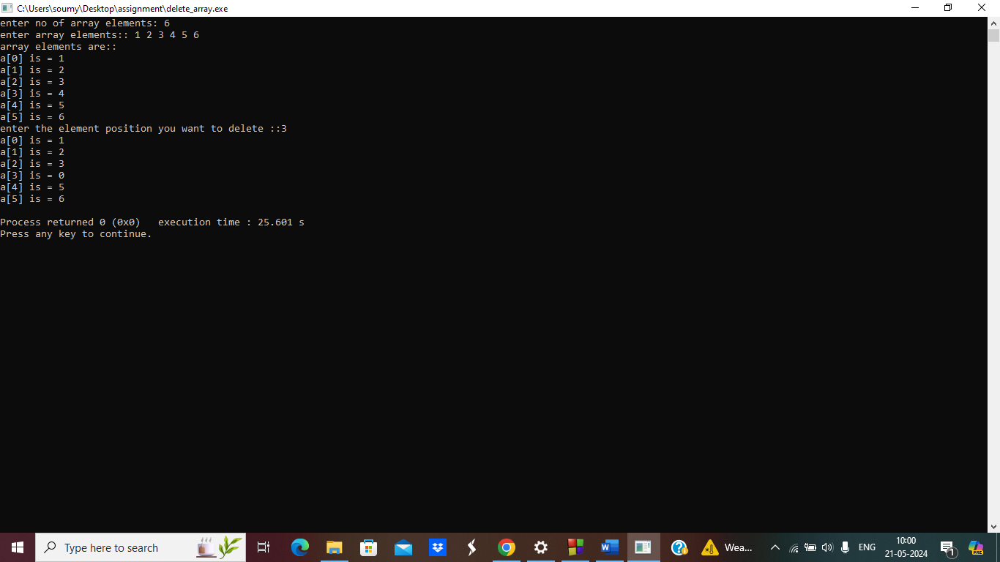 C:\Users\soumy\Desktop\assignment\delete_array.exe
enter no of array elements: 6
enter array elements:: 1 2 3 4 5 6
array elements are::
a[0] is = 1
a[1] is = 2
a[2] is = 3
a[3] is = 4
a[4] is = 5
a[5] is = 6
enter the element position you want to delete ::3
a[0] is = 1
a[1] is = 2
a[2] is = 3
a[3] is = 0
a[4] is = 5
a[5] is = 6
Process returned 0 (0x0)   execution time : 25.601 s
Press any key to continue.
Type here to search
Wea...
ENG
10:00
21-05-2024
1
PRE